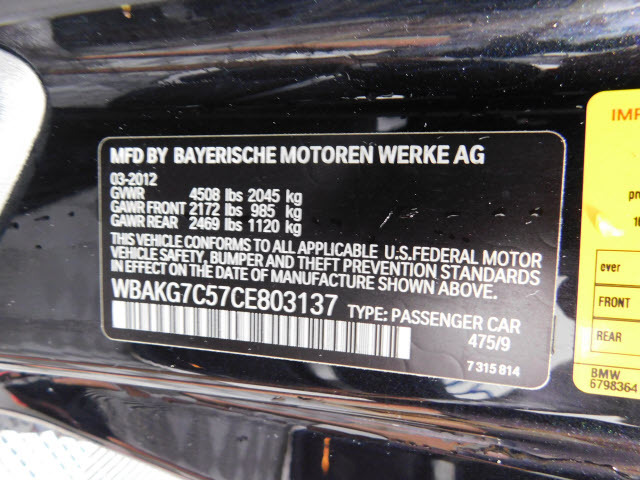 MFD BY BAYERISCHE MOTOREN WERKE AG
03-2012
GVWR 4508 lbs 2045 kg
GAWR FRONT 2172 lbs 985 kg
GAWR REAR 2469 lbs 1120 kg
THIS VEHICLE CONFORMS TO ALL APPLICABLE U.S.FEDERAL MOTOR
VEHICLE SAFETY, BUMPER, AND THEFT PREVENTION STANDARDS
IN EFFECT ON THE DATE OF MANUFACTURE SHOWN ABOVE.
WBAKG7C57CE803137 TYPE: PASSENGER CAR
475/9
7 315 814
over
FRONT
REAR
BMW
6798364